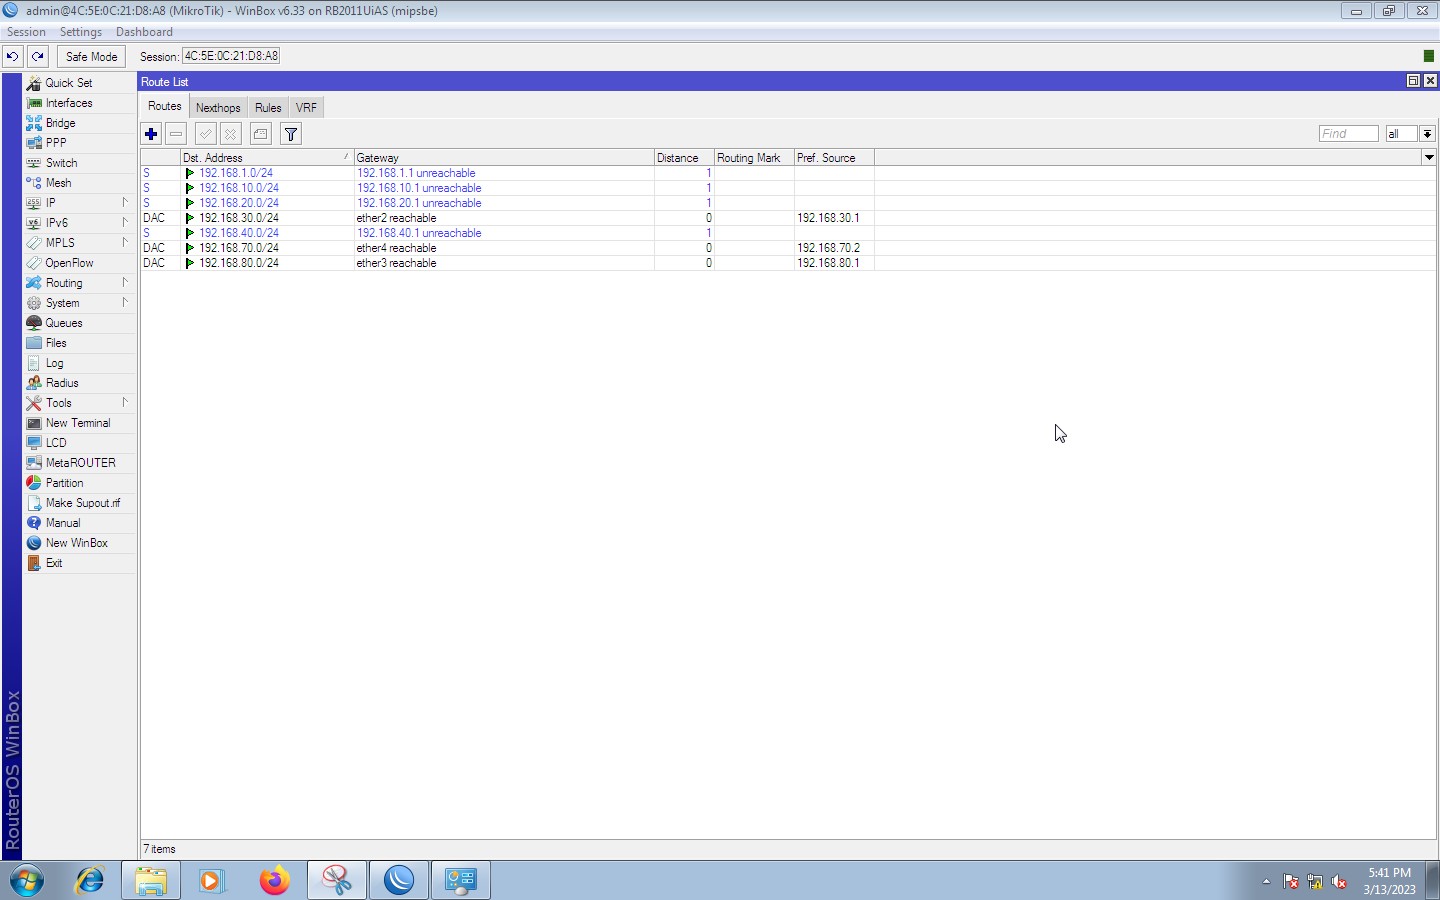 admin@4C:5E:0C:21:D8:A8 (MikroTik) - WinBox v6.33 on RB2011UiAS (mipsbe)
Session Settings Dashboard
Safe Mode Session: 4C:5E:0C:21:D8:A8
Quick Set
Interfaces
Bridge
PPP
Switch
Mesh
IP
IPv6
MPLS
OpenFlow
Routing
System
Queues
Files
Log
Radius
Tools
New Terminal
LCD
MetaROUTER
Partition
Make Supout.rif
Manual
New WinBox
Exit
RouterOS WinBox
Route List
Routes Nexthops Rules VRF
Find all
Dst. Address Gateway Distance Routing Mark Pref. Source
S 192.168.1.0/24 192.168.1.1 unreachable 1
S 192.168.10.0/24 192.168.10.1 unreachable 1
S 192.168.20.0/24 192.168.20.1 unreachable 1
DAC 192.168.30.0/24 ether2 reachable 0 192.168.30.1
S 192.168.40.0/24 192.168.40.1 unreachable 1
DAC 192.168.70.0/24 ether4 reachable 0 192.168.70.2
DAC 192.168.80.0/24 ether3 reachable 0 192.168.80.1
7 items
5:41 PM
3/13/2023